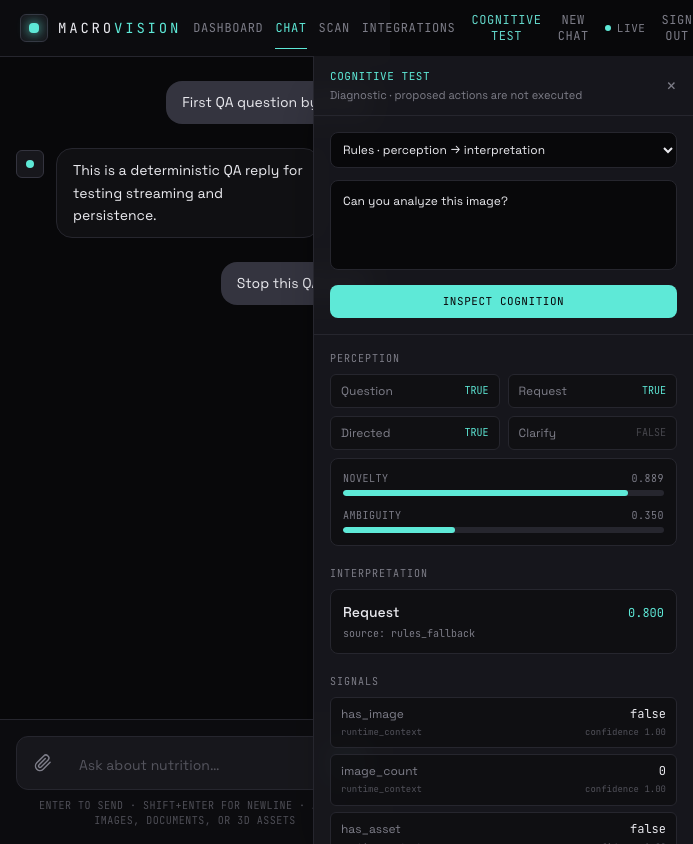 MACROVISION DASHBOARD CHAT SCAN INTEGRATIONS COGNITIVE TEST NEW CHAT LIVE SIGN OUT
First QA question by
This is a deterministic QA reply for
testing streaming and
persistence.
Stop this QA
Ask about nutrition…
ENTER TO SEND · SHIFT+ENTER FOR NEWLINE ·
IMAGES, DOCUMENTS, OR 3D ASSETS
COGNITIVE TEST
Diagnostic · proposed actions are not executed
×
Rules · perception → interpretation
Can you analyze this image?
INSPECT COGNITION
PERCEPTION
Question TRUE
Request TRUE
Directed TRUE
Clarify FALSE
NOVELTY 0.889
AMBIGUITY 0.350
INTERPRETATION
Request 0.800
source: rules_fallback
SIGNALS
has_image false
runtime_context confidence 1.00
image_count 0
runtime_context confidence 1.00
has_asset false